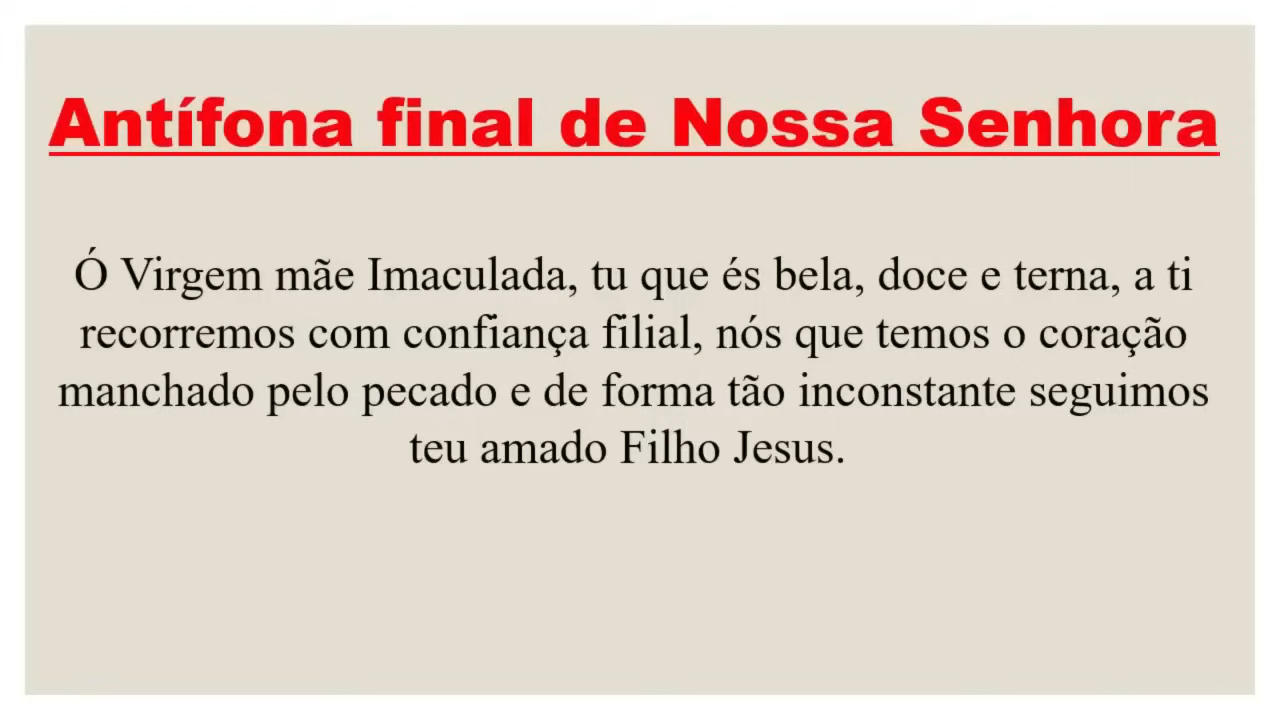 Antífona final de Nossa Senhora
Ó Virgem mãe Imaculada, tu que és bela, doce e terna, a ti
recorremos com confiança filial, nós que temos o coração
manchado pelo pecado e de forma tão inconstante seguimos
teu amado Filho Jesus.